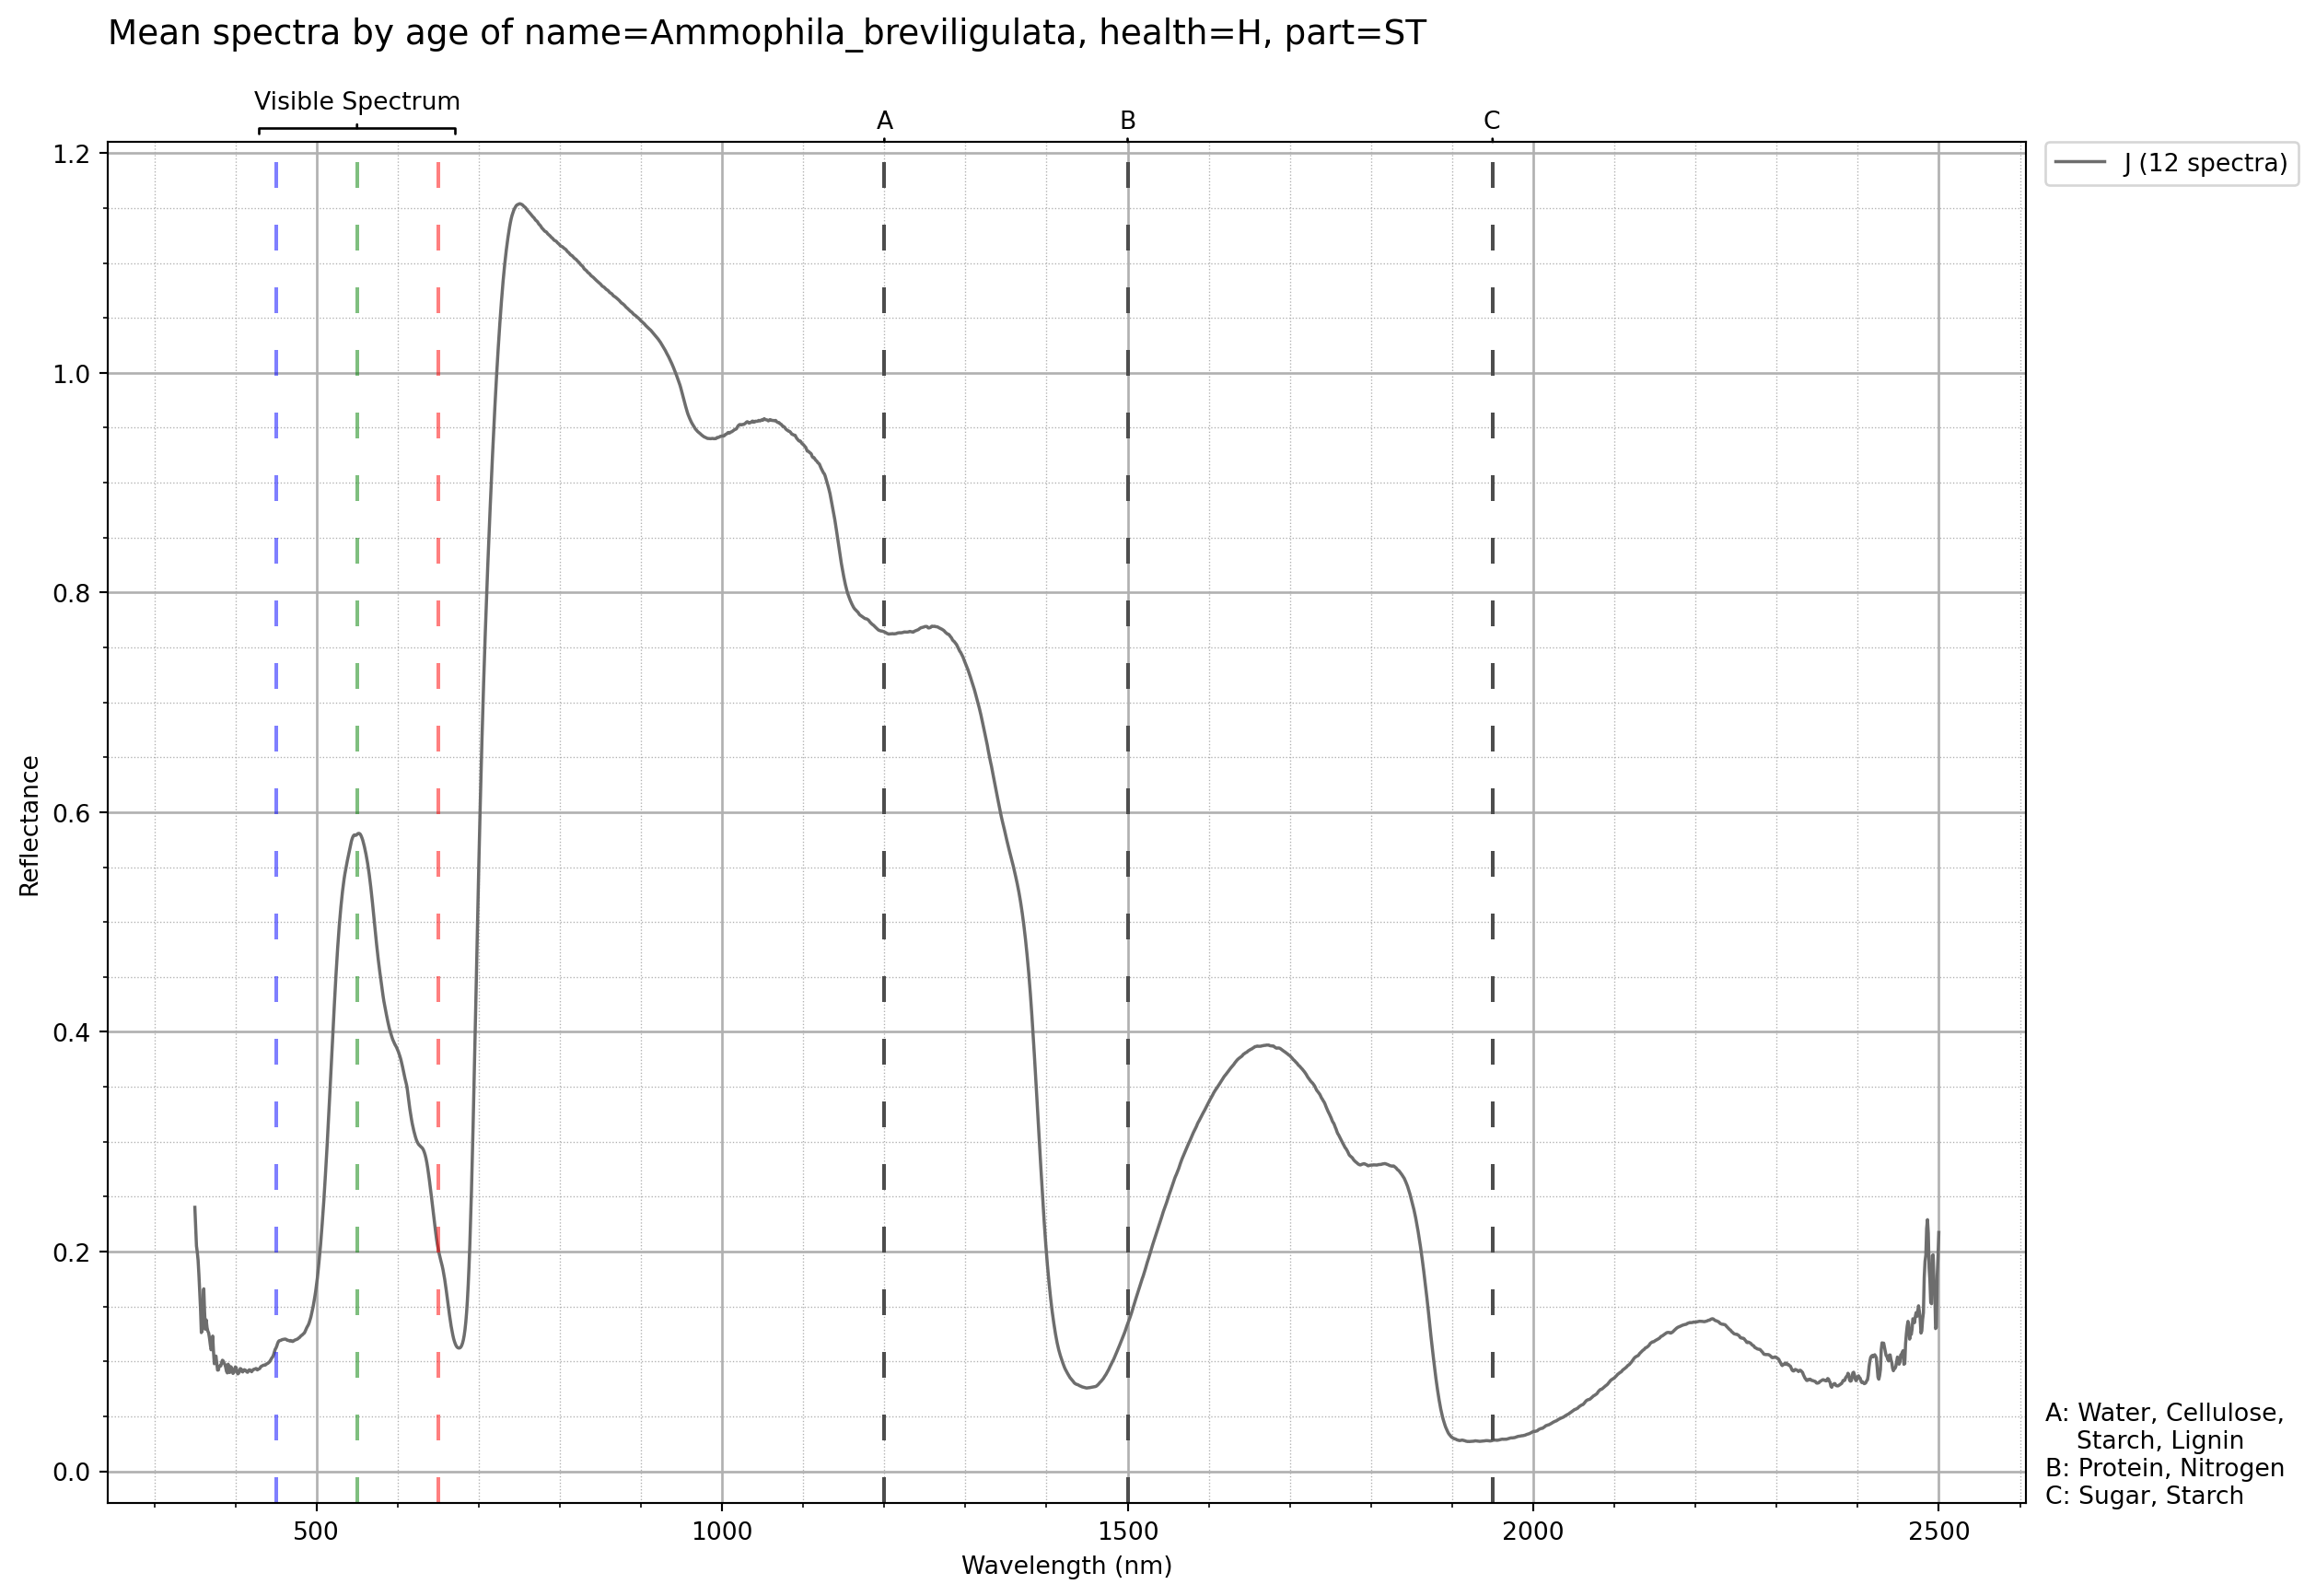 Mean spectra by age of name=Ammophila_breviligulata, health=H, part=ST
Visible Spectrum
A
B
C
J (12 spectra)
1.2
1.0
0.8
0.6
0.4
0.2
0.0
Reflectance
500
1000
1500
2000
2500
Wavelength (nm)
A: Water, Cellulose,
Starch, Lignin
B: Protein, Nitrogen
C: Sugar, Starch